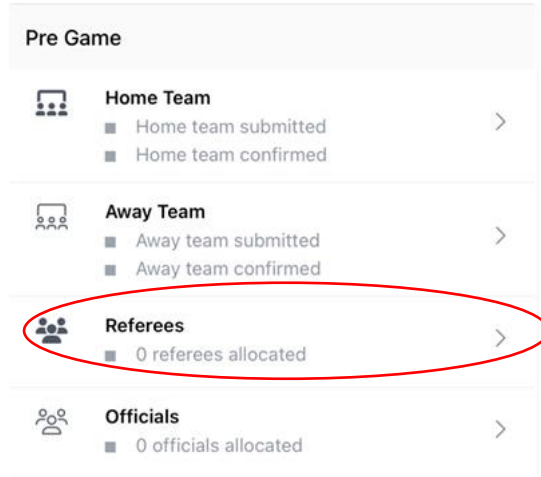 Pre Game
Home Team
Home team submitted
Home team confirmed
Away Team
Away team submitted
Away team confirmed
Referees
0 referees allocated
Officials
0 officials allocated